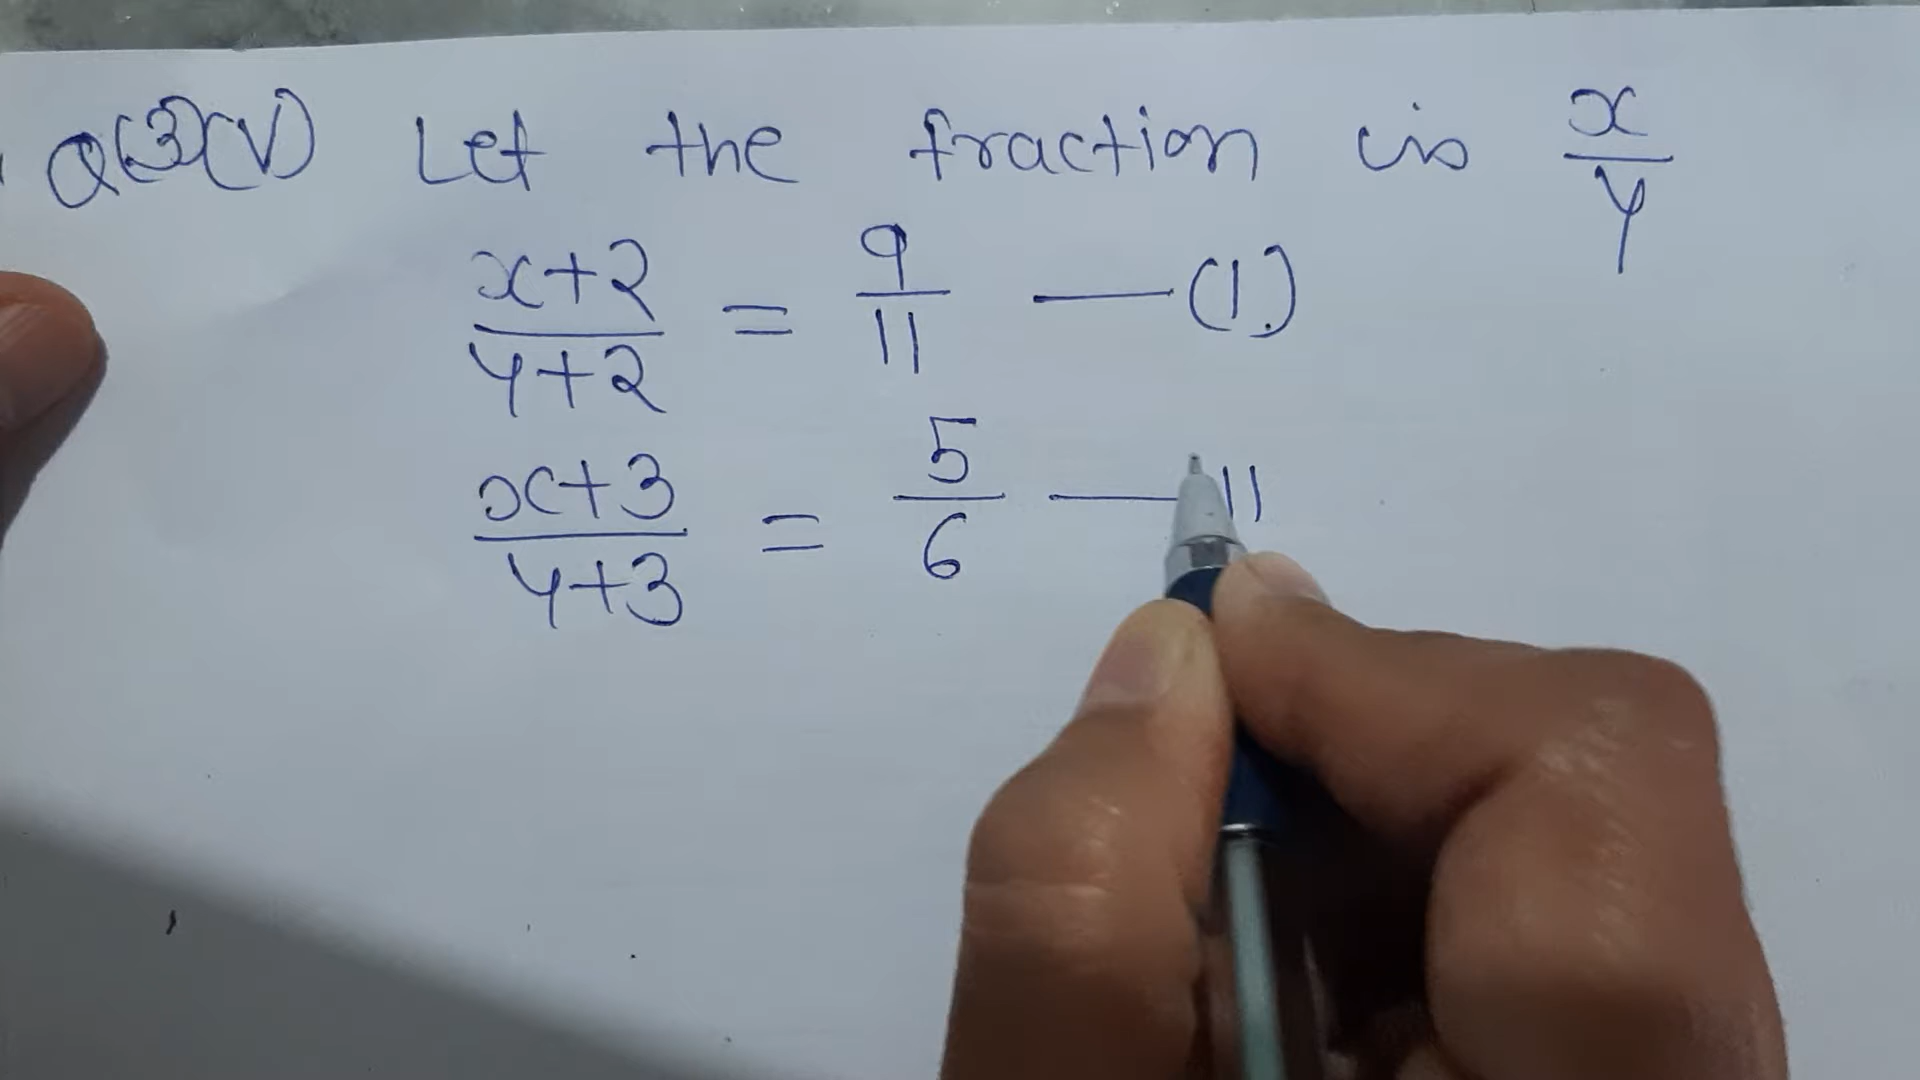 Q(3)(V) Let the fraction is x/y
x+2/y+2 = 9/11 —(1)
x+3/y+3 = 5/6 —11